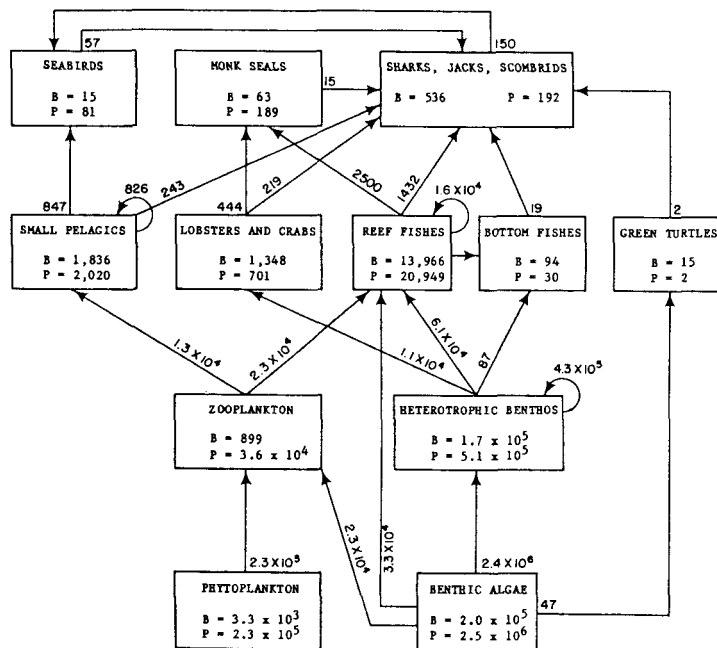 57
150
SEABIRDS
B = 15
P = 81
MONK SEALS
B = 63
P = 189
15
SHARKS, JACKS, SCOMBRIDS
B = 536 P = 192
847
826
243
444
219
2500
1432
1.6 X 10⁴
19
2
SMALL PELAGICS
B = 1,836
P = 2,020
LOBSTERS AND CRABS
B = 1,348
P = 701
REEF FISHES
B = 13,966
P = 20,949
BOTTOM FISHES
B = 94
P = 30
GREEN TURTLES
B = 15
P = 2
1.3 X 10⁴
2.3 X 10⁴
1.1 X 10⁴
6.1 X 10⁴
87
4.3 X 10⁵
ZOOPLANKTON
B = 899
P = 3.6 x 10⁴
HETEROTROPHIC BENTHOS
B = 1.7 x 10⁵
P = 5.1 x 10⁵
2.3 X 10⁵
2.3 X 10⁴
3.3 X 10⁴
2.4 X 10⁶
47
PHYTOPLANKTON
B = 3.3 x 10³
P = 2.3 x 10⁵
BENTHIC ALGAE
B = 2.0 x 10⁵
P = 2.5 x 10⁶